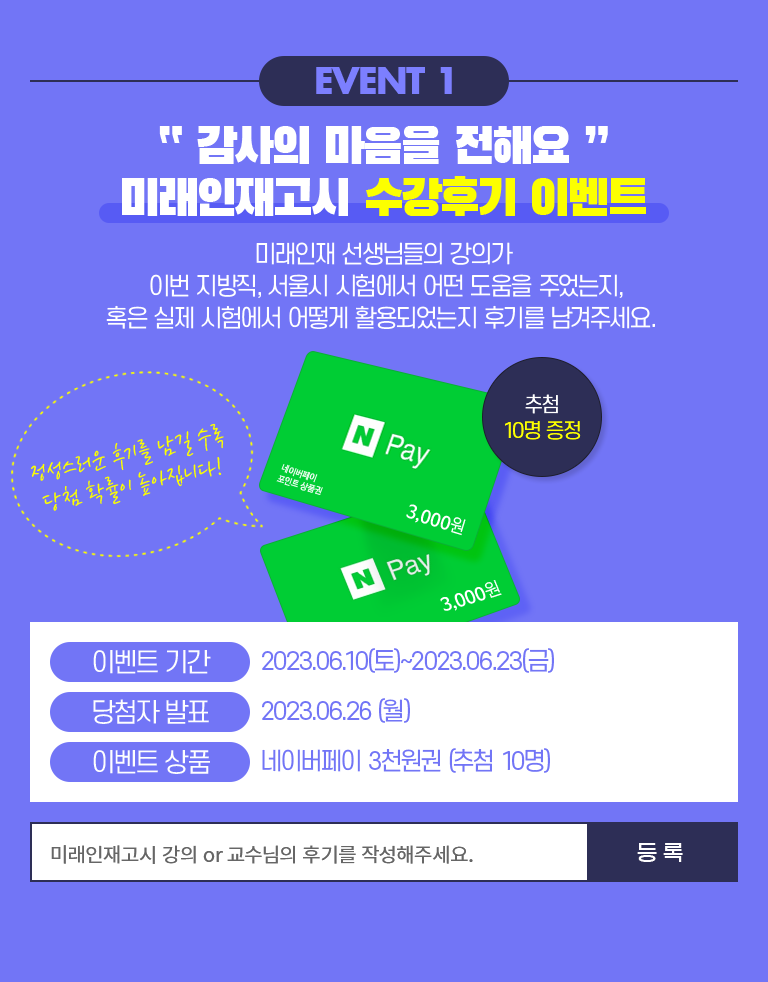 EVENT 1
“ 감사의 마음을 전해요 ”
미래인재고시 수강후기 이벤트
미래인재 선생님들의 강의가
이번 지방직, 서울시 시험에서 어떤 도움을 주었는지,
혹은 실제 시험에서 어떻게 활용되었는지 후기를 남겨주세요.
정성스러운 후기를 남길 수록
당첨 확률이 높아집니다!
N Pay
네이버페이
포인트 상품권
3,000원
추첨
10명 증정
N Pay
3,000원
이벤트 기간 2023.06.10(토)~2023.06.23(금)
당첨자 발표 2023.06.26 (월)
이벤트 상품 네이버페이 3천원권 (추첨 10명)
미래인재고시 강의 or 교수님의 후기를 작성해주세요.
등 록